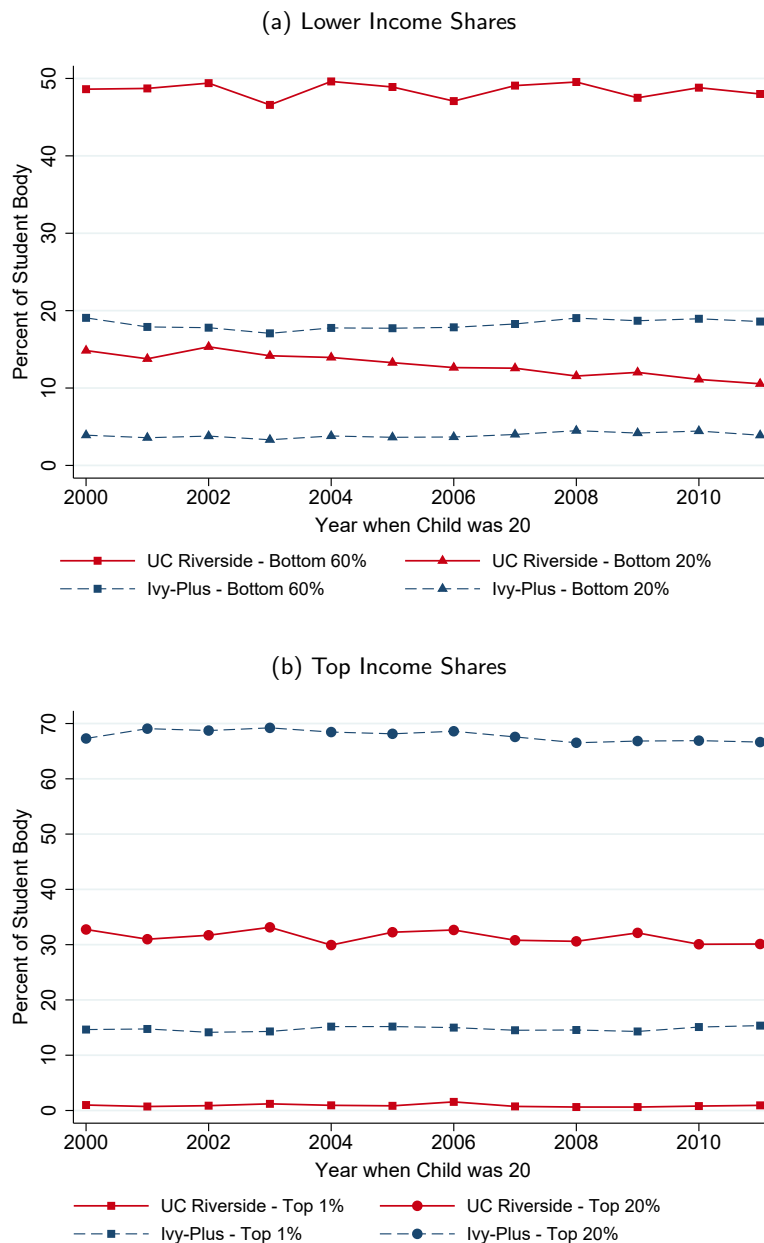 (a) Lower Income Shares
Percent of Student Body
50
40
30
20
10
0
2000 2002 2004 2006 2008 2010
Year when Child was 20
UC Riverside - Bottom 60% UC Riverside - Bottom 20%
Ivy-Plus - Bottom 60% Ivy-Plus - Bottom 20%
(b) Top Income Shares
Percent of Student Body
70
60
50
40
30
20
10
0
2000 2002 2004 2006 2008 2010
Year when Child was 20
UC Riverside - Top 1% UC Riverside - Top 20%
Ivy-Plus - Top 1% Ivy-Plus - Top 20%